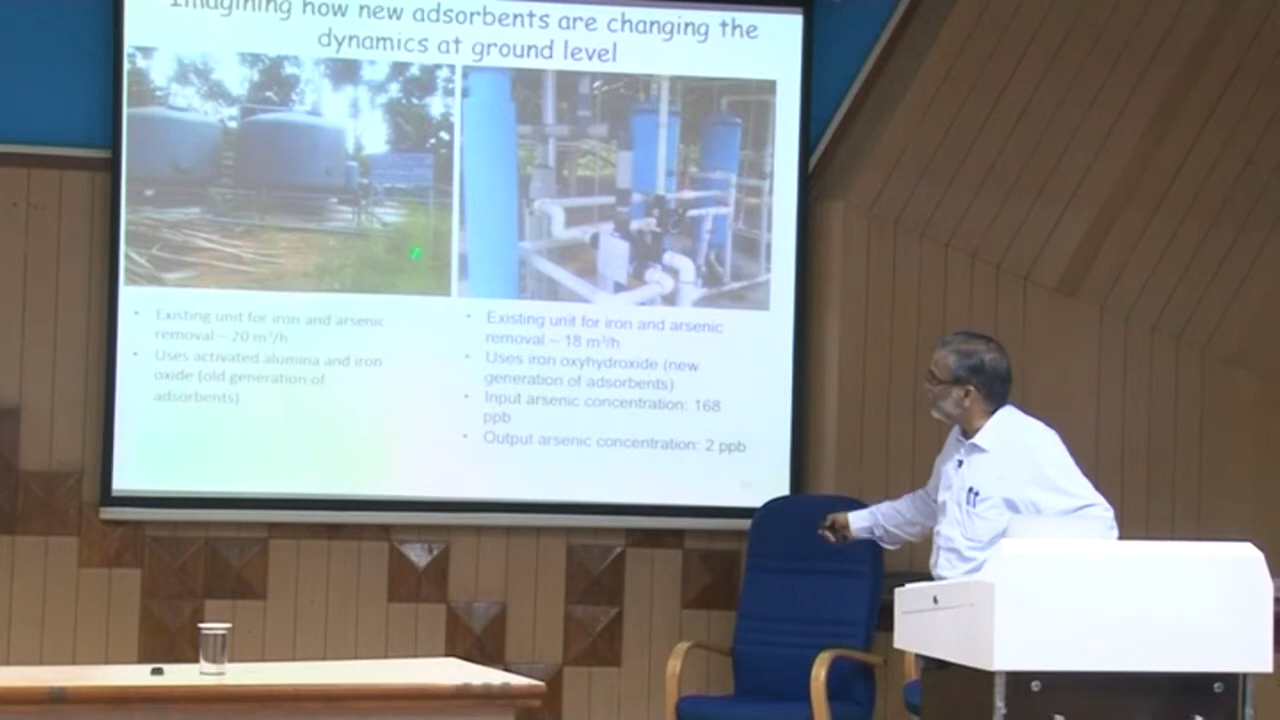 Imagining how new adsorbents are changing the
dynamics at ground level
• Existing unit for iron and arsenic
removal – 20 m³/h
• Uses activated alumina and iron
oxide (old generation of
adsorbents)
• Existing unit for iron and arsenic
removal – 18 m³/h
• Uses iron oxyhydroxide (new
generation of adsorbents)
• Input arsenic concentration: 168
ppb
• Output arsenic concentration: 2 ppb